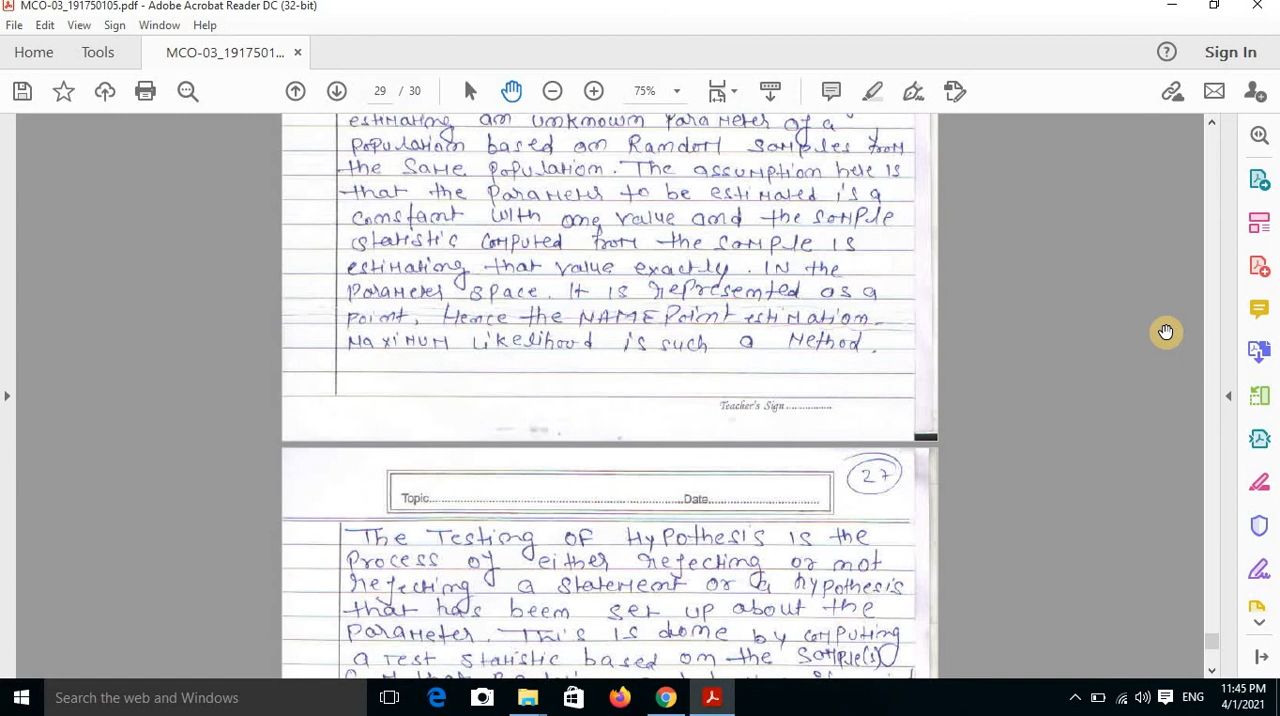 MCO-03_191750105.pdf - Adobe Acrobat Reader DC (32-bit)
File Edit View Sign Window Help
Home Tools MCO-03_1917501... ×
Sign In
29 / 30 75%
estimating an unknown Parameter of a
population based on Random samples from
the Same population. The assumption here is
that the Parameter to be estimated is a
constant with one value and the sample
statistic computed from the sample is
estimating that value exactly. IN the
Parameter space. It is represented as a
point, Hence the NAME Point estimation.
Maximum Likelihood is such a Method.
Teacher's Sign ................
27
Topic................................Date................
The Testing of Hypothesis is the
Process of either rejecting or not
rejecting a statement or a hypothesis
that has been set up about the
Parameter. This is done by computing
a Test statistic based on the Sample(s)
Search the web and Windows
ENG
11:45 PM
4/1/2021